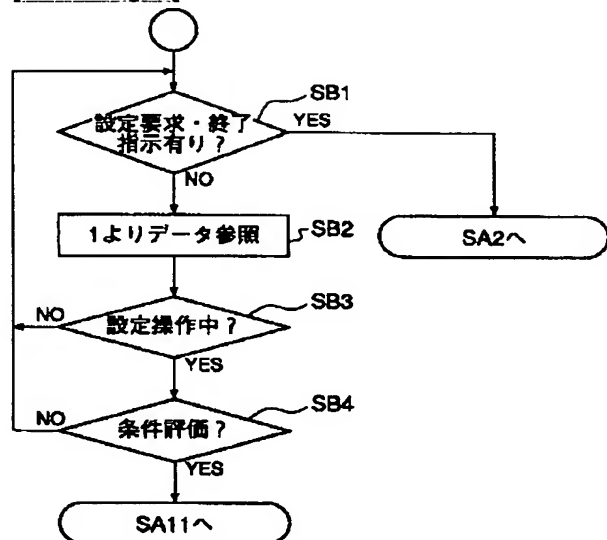 設定要求・終了
指示有り？
SB1
YES
NO
1よりデータ参照
SB2
SA2へ
設定操作中？
SB3
NO
YES
条件評価？
SB4
NO
YES
SA11へ